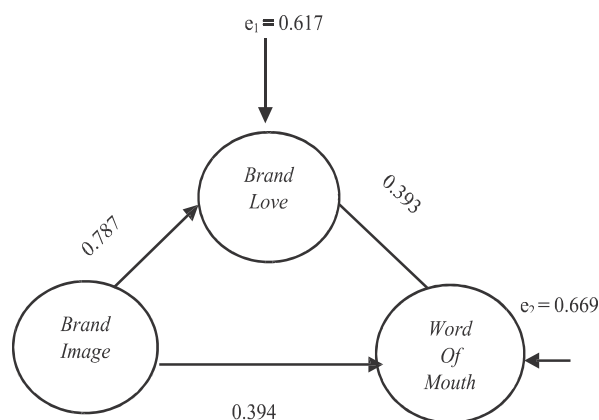 e₁ = 0.617
Brand
Love
0.393
0.787
Brand
Image
Word
Of
Mouth
e₂ = 0.669
0.394